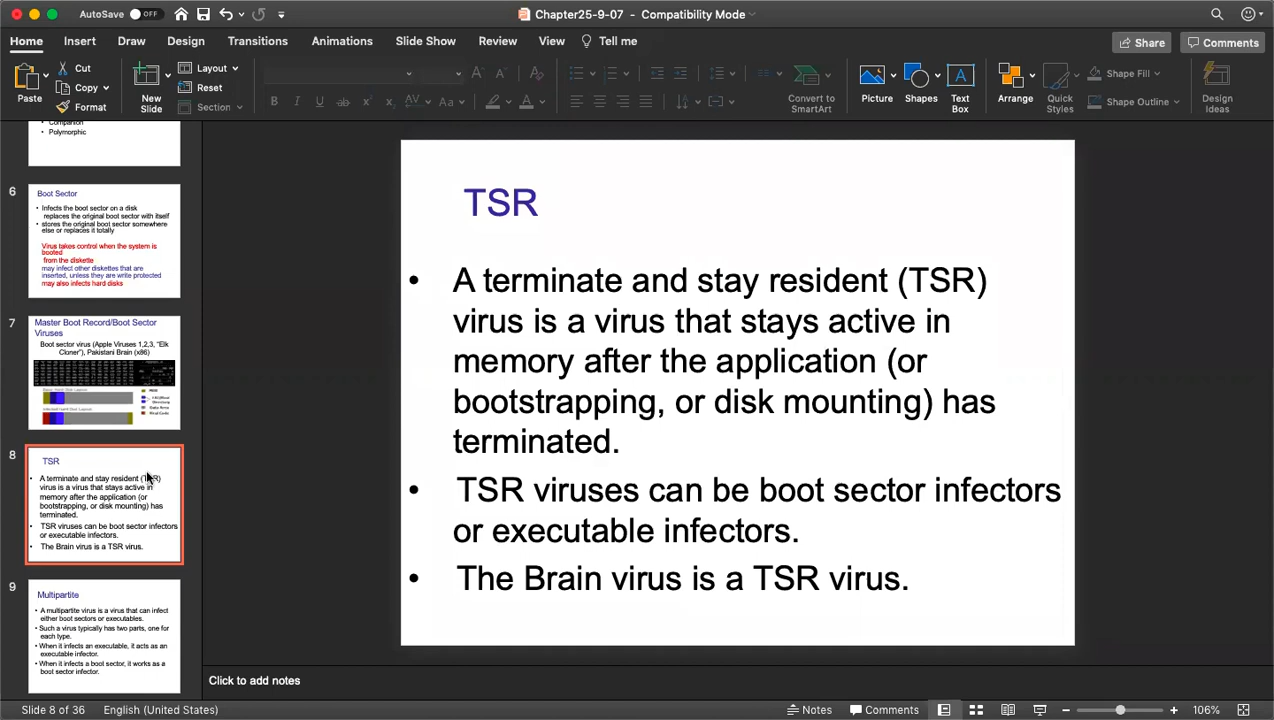 AutoSave OFF Chapter25-9-07 - Compatibility Mode
Home Insert Draw Design Transitions Animations Slide Show Review View Tell me Share Comments
Paste Cut Copy Format New Slide Layout Reset Section Convert to SmartArt Picture Shapes Text Box Arrange Quick Styles Shape Fill Shape Outline Design Ideas
• Polymorphic
6
Boot Sector
• Infects the boot sector on a disk
replaces the original boot sector with itself
• stores the original boot sector somewhere
else or replaces it totally
Virus takes control when the system is
booted
from the diskette
may infect other diskettes that are
inserted, unless they are write protected
may also infects hard disks
7
Master Boot Record/Boot Sector
Viruses
Boot sector virus (Apple Viruses 1,2,3, "Elk
Cloner"), Pakistani Brain (x86)
8
TSR
• A terminate and stay resident (TSR)
virus is a virus that stays active in
memory after the application (or
bootstrapping, or disk mounting) has
terminated.
• TSR viruses can be boot sector infectors
or executable infectors.
• The Brain virus is a TSR virus.
9
Multipartite
• A multipartite virus is a virus that can infect
either boot sectors or executables.
• Such a virus typically has two parts, one for
each type.
• When it infects an executable, it acts as an
executable infector.
• When it infects a boot sector, it works as a
boot sector infector.
TSR
• A terminate and stay resident (TSR)
virus is a virus that stays active in
memory after the application (or
bootstrapping, or disk mounting) has
terminated.
• TSR viruses can be boot sector infectors
or executable infectors.
• The Brain virus is a TSR virus.
Click to add notes
Slide 8 of 36 English (United States) Notes Comments 106%